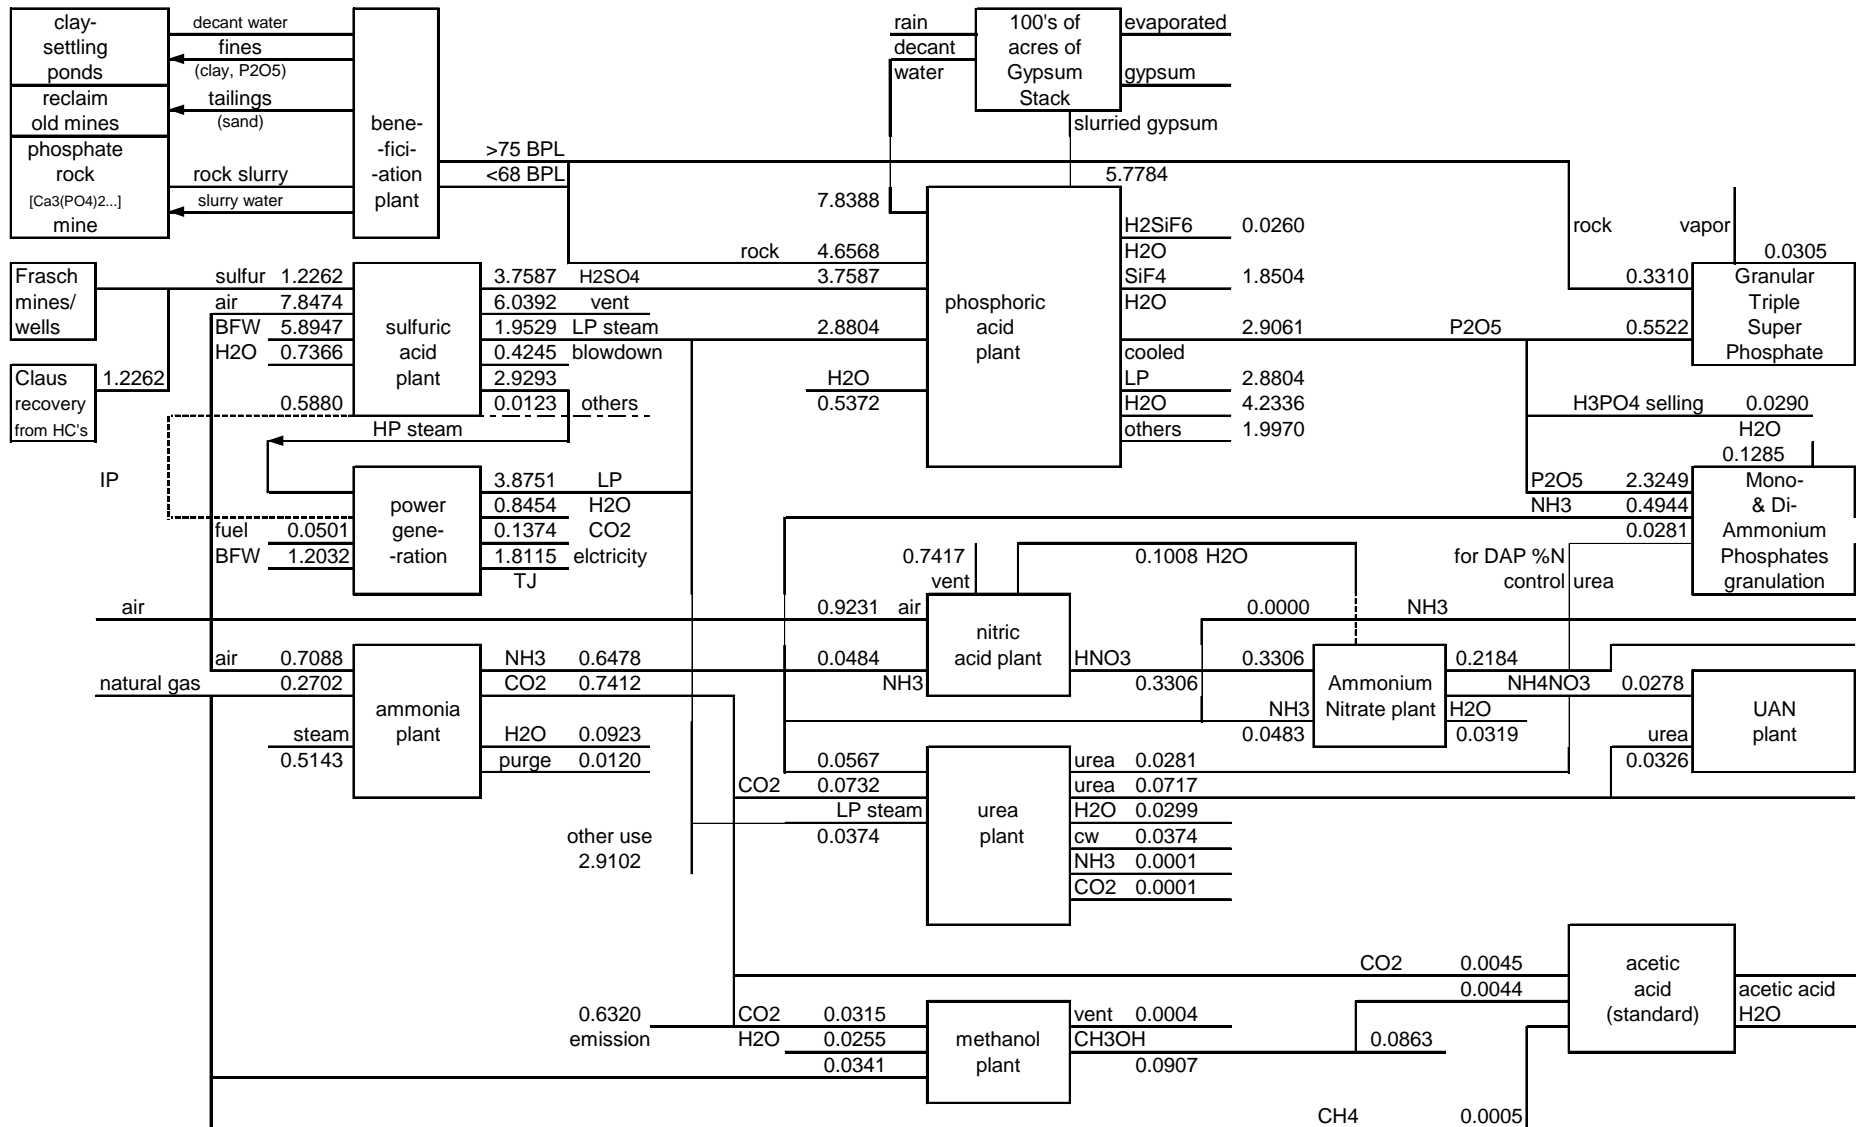 clay-
settling
ponds
decant water
fines
(clay, P2O5)
reclaim
old mines
tailings
(sand)
phosphate
rock
[Ca3(PO4)2...]
mine
rock slurry
slurry water
bene-
-fici-
-ation
plant
>75 BPL
<68 BPL
rain
decant
water
100's of
acres of
Gypsum
Stack
evaporated
gypsum
slurried gypsum
5.7784
7.8388
rock 4.6568
3.7587
2.8804
H2O
0.5372
phosphoric
acid
plant
H2SiF6 0.0260
H2O
SiF4 1.8504
H2O
2.9061 P2O5
cooled
LP 2.8804
H2O 4.2336
others 1.9970
rock
vapor
0.0305
0.3310
0.5522
Granular
Triple
Super
Phosphate
H3PO4 selling 0.0290
H2O
0.1285
P2O5 2.3249
NH3 0.4944
0.0281
Mono-
& Di-
Ammonium
Phosphates
granulation
for DAP %N
control urea
Frasch
mines/
wells
Claus
recovery
from HC's
1.2262
sulfur 1.2262
air 7.8474
BFW 5.8947
H2O 0.7366
0.5880
sulfuric
acid
plant
3.7587 H2SO4
6.0392 vent
1.9529 LP steam
0.4245 blowdown
2.9293
0.0123 others
HP steam
IP
fuel 0.0501
BFW 1.2032
power
gene-
-ration
3.8751 LP
0.8454 H2O
0.1374 CO2
1.8115 elctricity
TJ
air
0.9231 air
0.7417
vent
0.1008 H2O
nitric
acid plant
0.0484
NH3
HNO3 0.3306
0.3306
0.0000 NH3
NH3
0.0483
Ammonium
Nitrate plant
0.2184
NH4NO3 0.0278
H2O
0.0319
urea
0.0326
UAN
plant
air 0.7088
natural gas 0.2702
steam
0.5143
ammonia
plant
NH3 0.6478
CO2 0.7412
H2O 0.0923
purge 0.0120
0.0567
CO2 0.0732
LP steam
0.0374
urea
plant
urea 0.0281
urea 0.0717
H2O 0.0299
cw 0.0374
NH3 0.0001
CO2 0.0001
other use
2.9102
CO2 0.0045
0.0044
acetic
acid
(standard)
acetic acid
H2O
0.6320
emission
CO2 0.0315
H2O 0.0255
0.0341
methanol
plant
vent 0.0004
CH3OH
0.0907
0.0863
CH4 0.0005